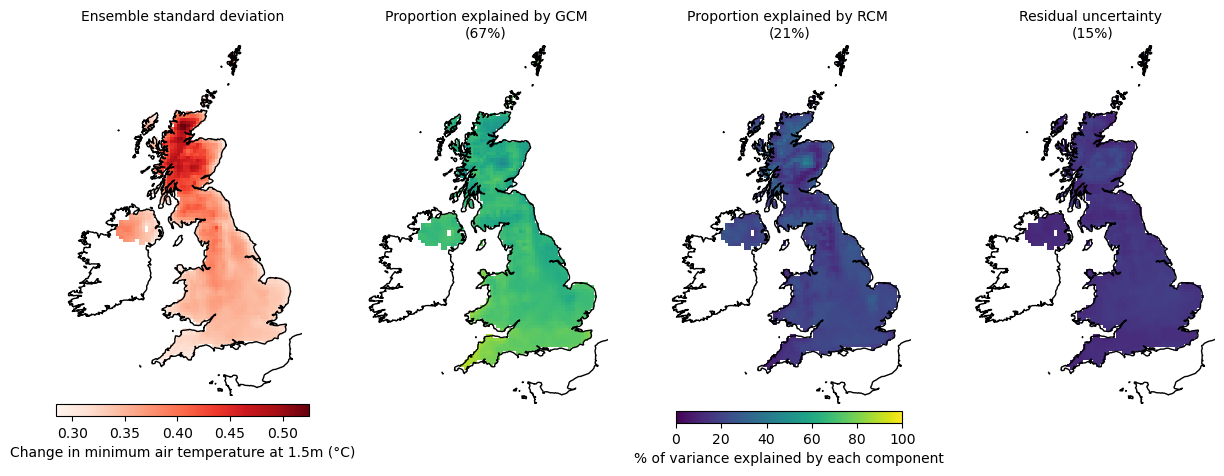 Ensemble standard deviation
Proportion explained by GCM
(67%)
Proportion explained by RCM
(21%)
Residual uncertainty
(15%)
0.30 0.35 0.40 0.45 0.50
Change in minimum air temperature at 1.5m (°C)
0 20 40 60 80 100
% of variance explained by each component